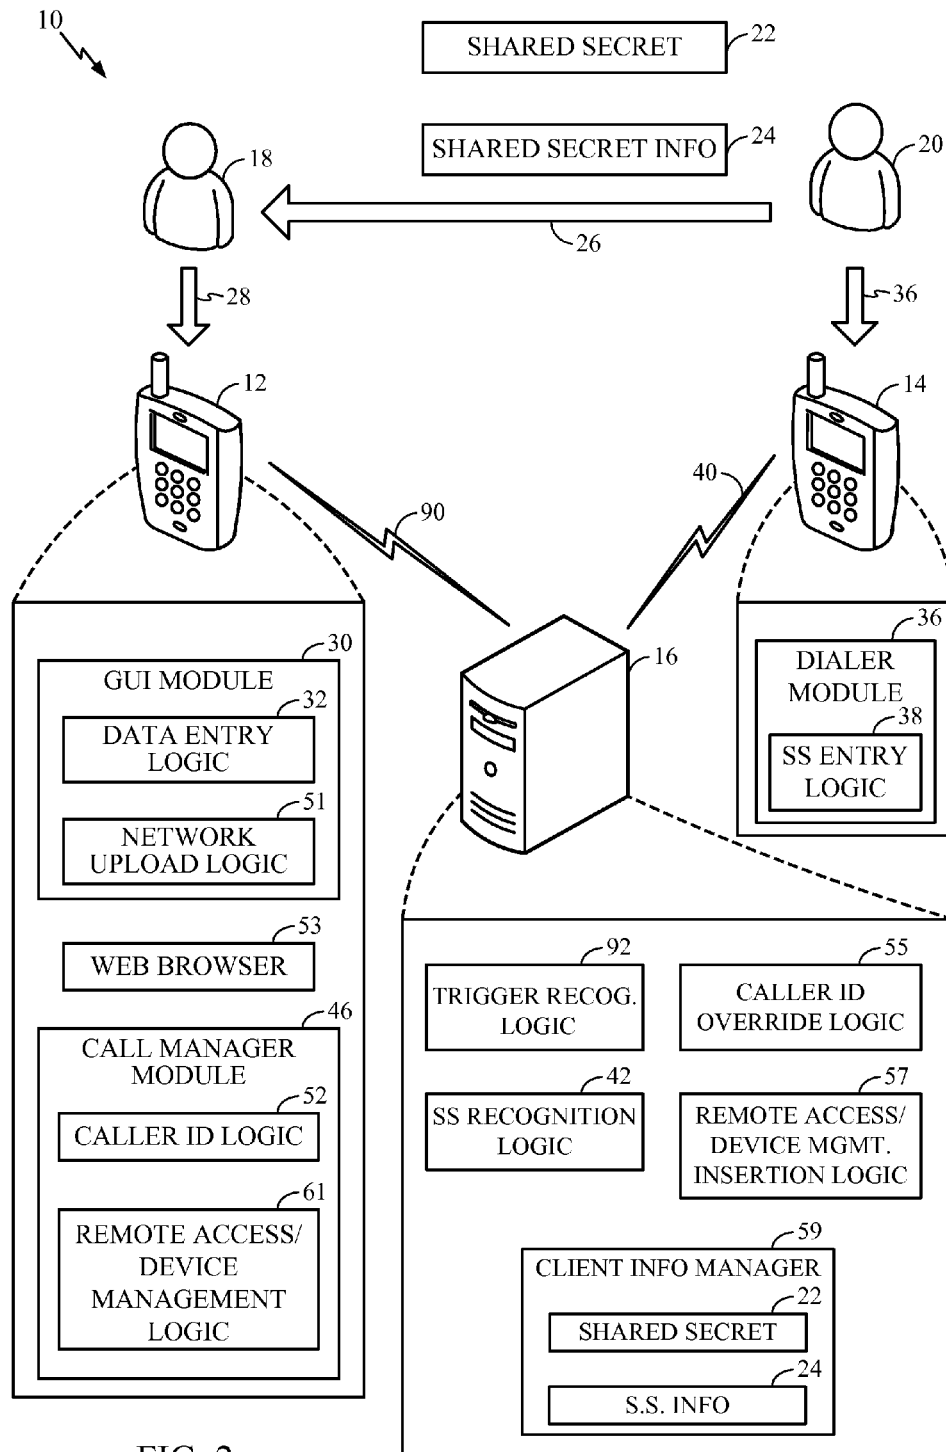 10
SHARED SECRET
22
SHARED SECRET INFO
24
18
20
26
28
36
12
14
90
40
16
30
GUI MODULE
32
DATA ENTRY
LOGIC
51
NETWORK
UPLOAD LOGIC
53
WEB BROWSER
46
CALL MANAGER
MODULE
52
CALLER ID LOGIC
61
REMOTE ACCESS/
DEVICE
MANAGEMENT
LOGIC
36
DIALER
MODULE
38
SS ENTRY
LOGIC
92
TRIGGER RECOG.
LOGIC
55
CALLER ID
OVERRIDE LOGIC
42
SS RECOGNITION
LOGIC
57
REMOTE ACCESS/
DEVICE MGMT.
INSERTION LOGIC
59
CLIENT INFO MANAGER
22
SHARED SECRET
24
S.S. INFO